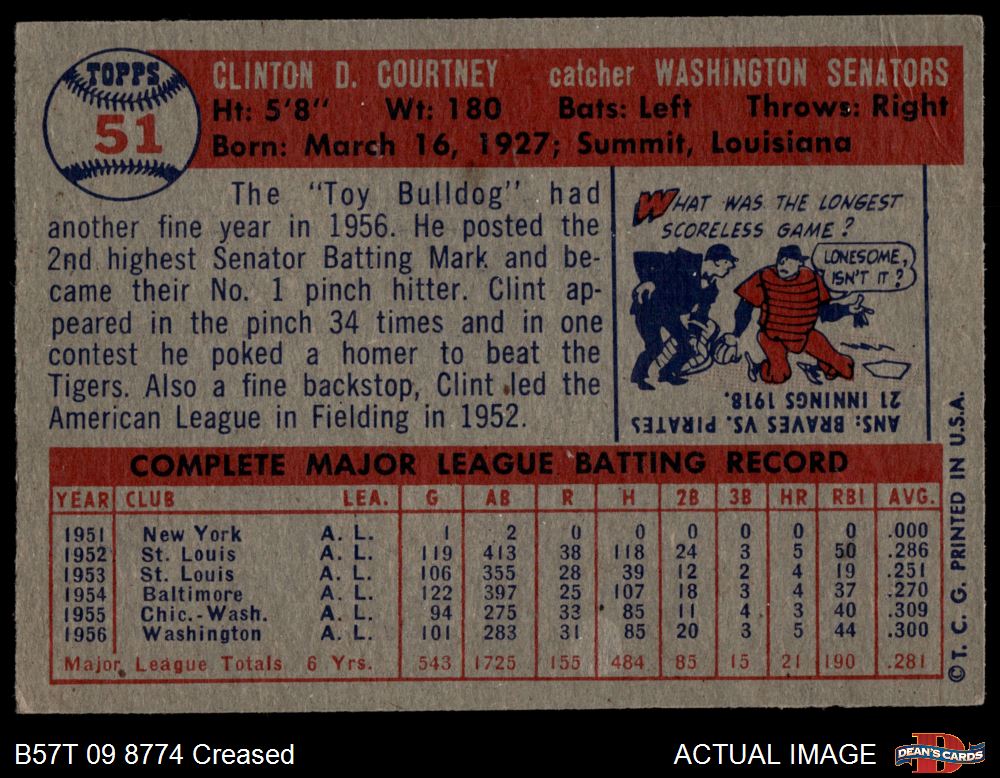 TOPPS
51
CLINTON D. COURTNEY catcher WASHINGTON SENATORS
Ht: 5'8" Wt: 180 Bats: Left Throws: Right
Born: March 16, 1927; Summit, Louisiana
The "Toy Bulldog" had
another fine year in 1956. He posted the
2nd highest Senator Batting Mark and be-
came their No. 1 pinch hitter. Clint ap-
peared in the pinch 34 times and in one
contest he poked a homer to beat the
Tigers. Also a fine backstop, Clint led the
American League in Fielding in 1952.
WHAT WAS THE LONGEST
SCORELESS GAME?
LONESOME,
ISN'T IT?
ANS: BRAVES VS. PIRATES
21 INNINGS 1918.
COMPLETE MAJOR LEAGUE BATTING RECORD
YEAR CLUB LEA. G AB R H 2B 3B HR RBI AVG.
1951 New York A. L. 1 2 0 0 0 0 0 0 .000
1952 St. Louis A. L. 119 413 38 118 24 3 5 50 .286
1953 St. Louis A. L. 106 355 28 39 12 2 4 19 .251
1954 Baltimore A. L. 122 397 25 107 18 3 4 37 .270
1955 Chic.-Wash. A. L. 94 275 33 85 11 4 3 40 .309
1956 Washington A. L. 101 283 31 85 20 3 5 44 .300
Major League Totals 6 Yrs. 543 1725 155 484 85 15 21 190 .281
© T. C. G. PRINTED IN U.S.A.
B57T 09 8774 Creased
ACTUAL IMAGE
DEAN'S CARDS